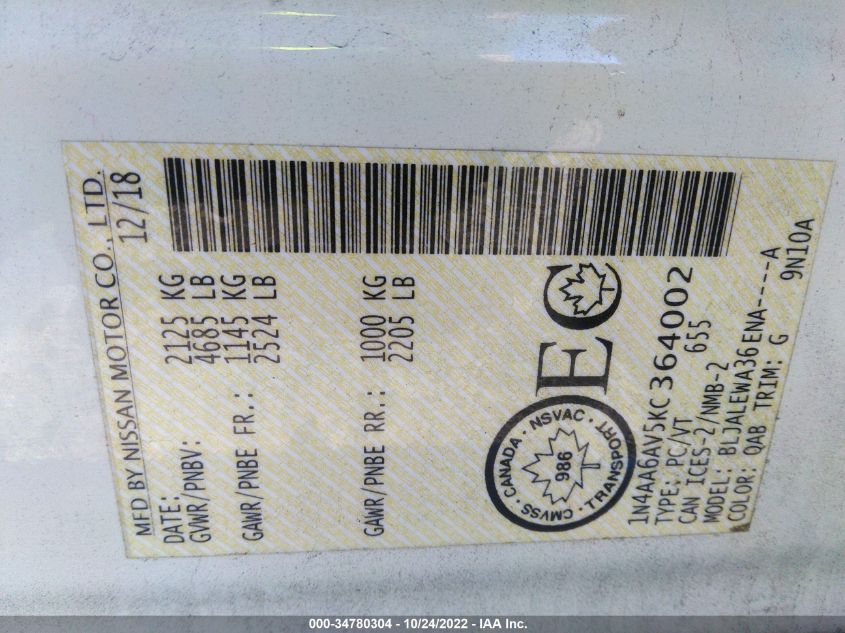 MFD BY NISSAN MOTOR CO., LTD.
DATE: 12/18
GVWR/PNBV: 2125 KG
4685 LB
GAWR/PNBE FR.: 1145 KG
2524 LB
GAWR/PNBE RR.: 1000 KG
2205 LB
CANADA · NSVAC · TRANSPORT · CMVSS ·
986
EC
1N4AA6AV5KC364002
TYPE: PC/VT 655
CAN ICES-2/NMB-2
MODEL: BLJALEWA36ENA----A
COLOR: QAB TRIM: G 9N10A
000-34780304 / 10/24/2022 - IAA Inc.